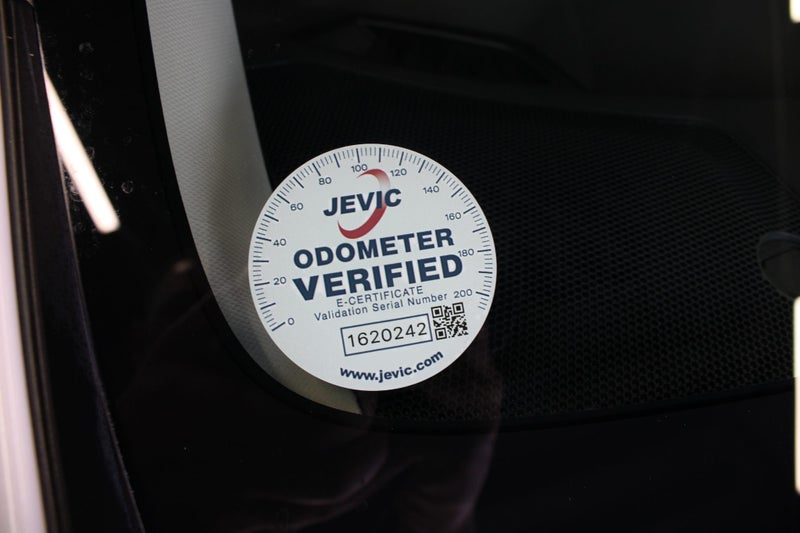 0
20
40
60
80
100
120
140
160
180
200
JEVIC
ODOMETER
VERIFIED
E-CERTIFICATE
Validation Serial Number
1620242
www.jevic.com